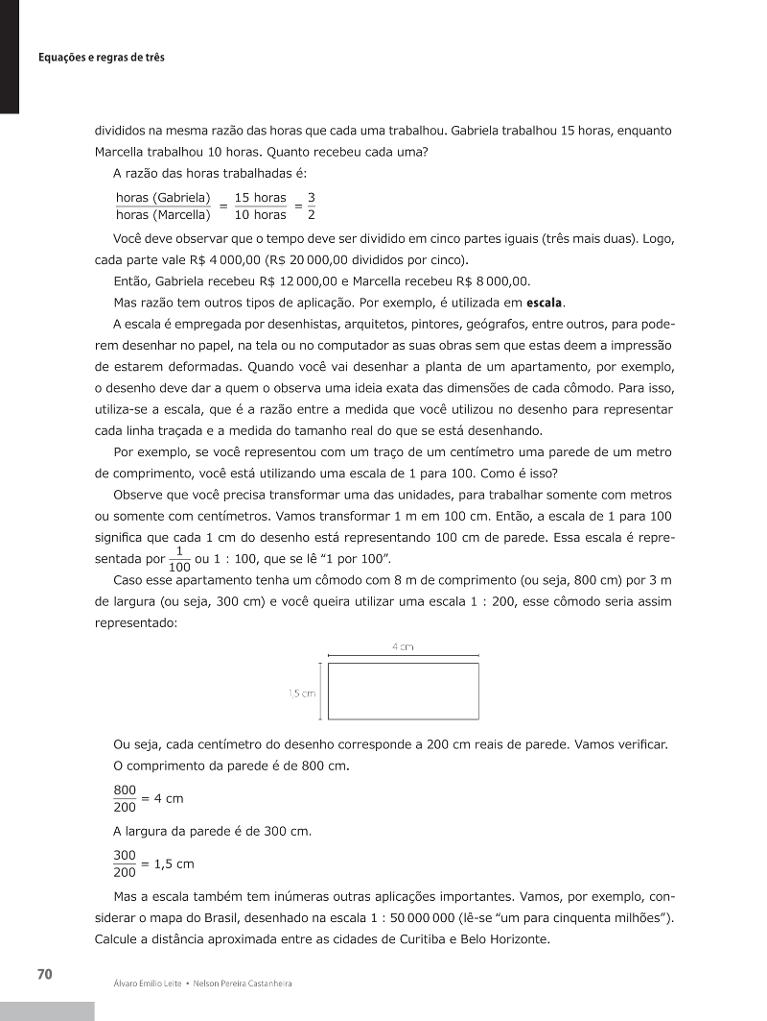 Equações e regras de três
divididos na mesma razão das horas que cada uma trabalhou. Gabriela trabalhou 15 horas, enquanto
Marcella trabalhou 10 horas. Quanto recebeu cada uma?
A razão das horas trabalhadas é:
horas (Gabriela) / horas (Marcella) = 15 horas / 10 horas = 3/2
Você deve observar que o tempo deve ser dividido em cinco partes iguais (três mais duas). Logo,
cada parte vale R$ 4 000,00 (R$ 20 000,00 divididos por cinco).
Então, Gabriela recebeu R$ 12 000,00 e Marcella recebeu R$ 8 000,00.
Mas razão tem outros tipos de aplicação. Por exemplo, é utilizada em escala.
A escala é empregada por desenhistas, arquitetos, pintores, geógrafos, entre outros, para pode-
rem desenhar no papel, na tela ou no computador as suas obras sem que estas deem a impressão
de estarem deformadas. Quando você vai desenhar a planta de um apartamento, por exemplo,
o desenho deve dar a quem o observa uma ideia exata das dimensões de cada cômodo. Para isso,
utiliza-se a escala, que é a razão entre a medida que você utilizou no desenho para representar
cada linha traçada e a medida do tamanho real do que se está desenhando.
Por exemplo, se você representou com um traço de um centímetro uma parede de um metro
de comprimento, você está utilizando uma escala de 1 para 100. Como é isso?
Observe que você precisa transformar uma das unidades, para trabalhar somente com metros
ou somente com centímetros. Vamos transformar 1 m em 100 cm. Então, a escala de 1 para 100
significa que cada 1 cm do desenho está representando 100 cm de parede. Essa escala é repre-
sentada por 1/100 ou 1 : 100, que se lê “1 por 100”.
Caso esse apartamento tenha um cômodo com 8 m de comprimento (ou seja, 800 cm) por 3 m
de largura (ou seja, 300 cm) e você queira utilizar uma escala 1 : 200, esse cômodo seria assim
representado:
4 cm
1,5 cm
Ou seja, cada centímetro do desenho corresponde a 200 cm reais de parede. Vamos verificar.
O comprimento da parede é de 800 cm.
800/200 = 4 cm
A largura da parede é de 300 cm.
300/200 = 1,5 cm
Mas a escala também tem inúmeras outras aplicações importantes. Vamos, por exemplo, con-
siderar o mapa do Brasil, desenhado na escala 1 : 50 000 000 (lê-se “um para cinquenta milhões”).
Calcule a distância aproximada entre as cidades de Curitiba e Belo Horizonte.
70
Álvaro Emílio Leite • Nelson Pereira Castanheira